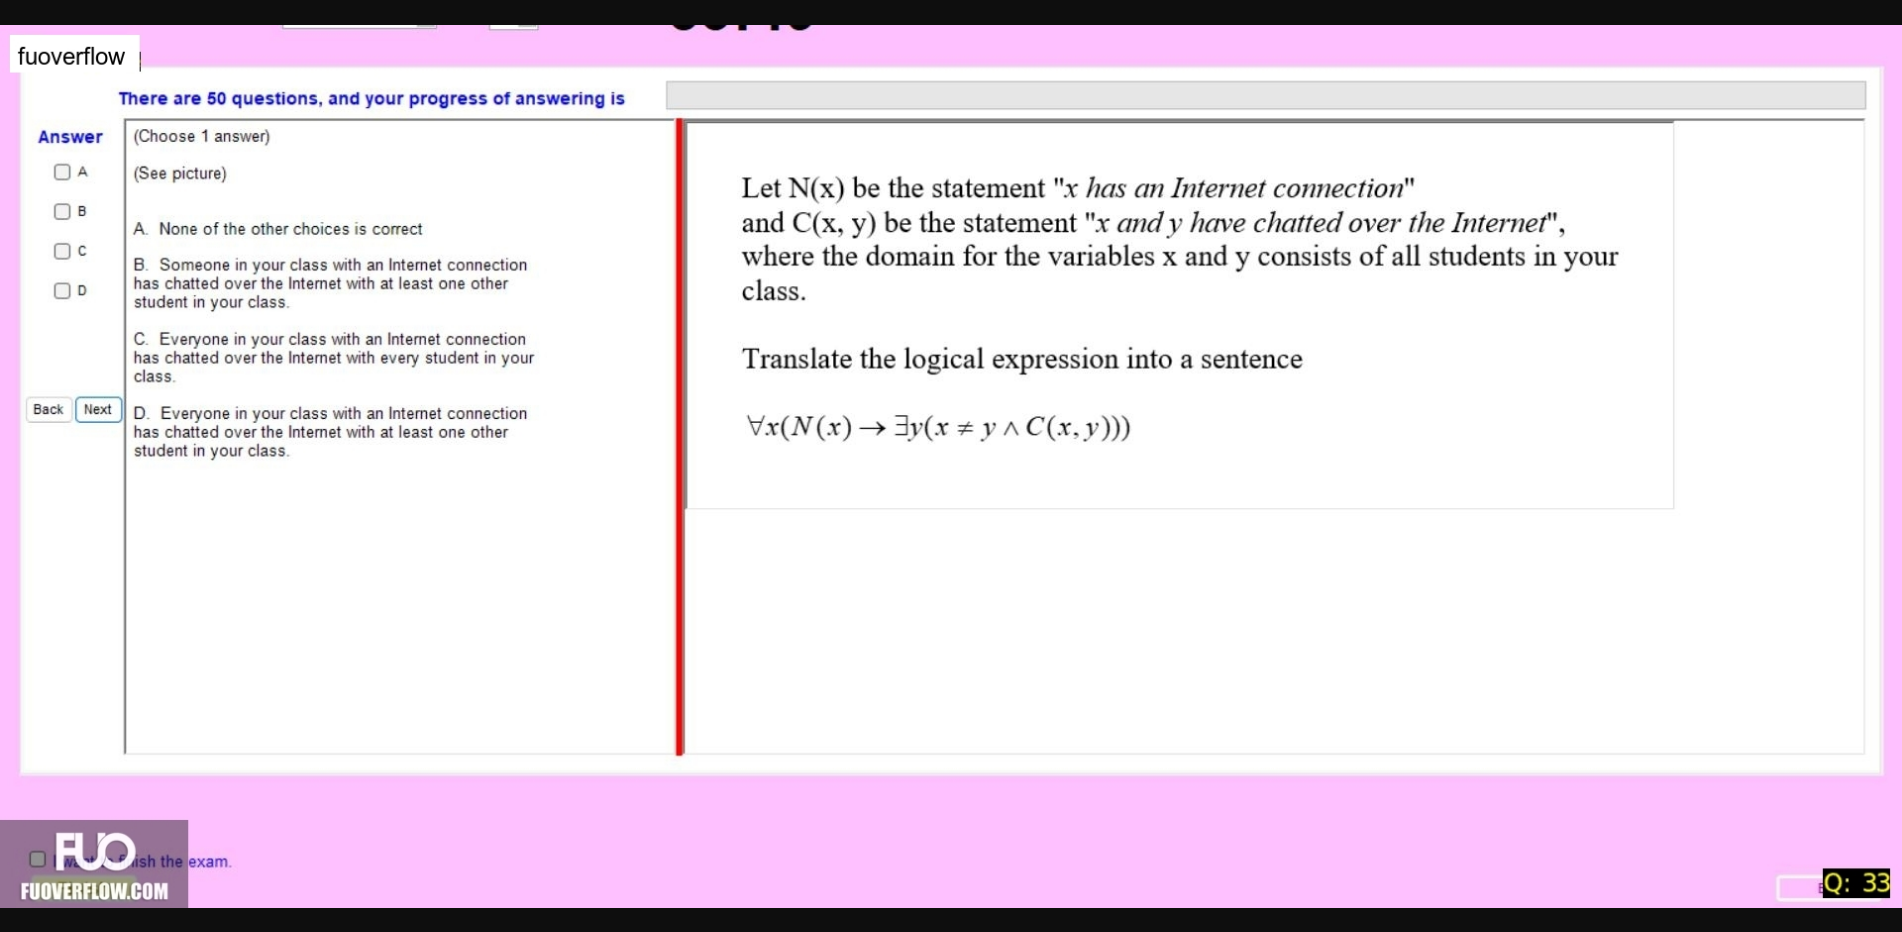 fuoverflow
There are 50 questions, and your progress of answering is
Answer
(Choose 1 answer)
A
(See picture)
B
A. None of the other choices is correct
C
B. Someone in your class with an Internet connection
has chatted over the Internet with at least one other
student in your class.
D
C. Everyone in your class with an Internet connection
has chatted over the Internet with every student in your
class.
Back Next
D. Everyone in your class with an Internet connection
has chatted over the Internet with at least one other
student in your class.
Let N(x) be the statement "x has an Internet connection"
and C(x, y) be the statement "x and y have chatted over the Internet",
where the domain for the variables x and y consists of all students in your
class.
Translate the logical expression into a sentence
∀x(N(x) → ∃y(x ≠ y ∧ C(x, y)))
FUO
FUOVERFLOW.COM
the exam.
Q: 33